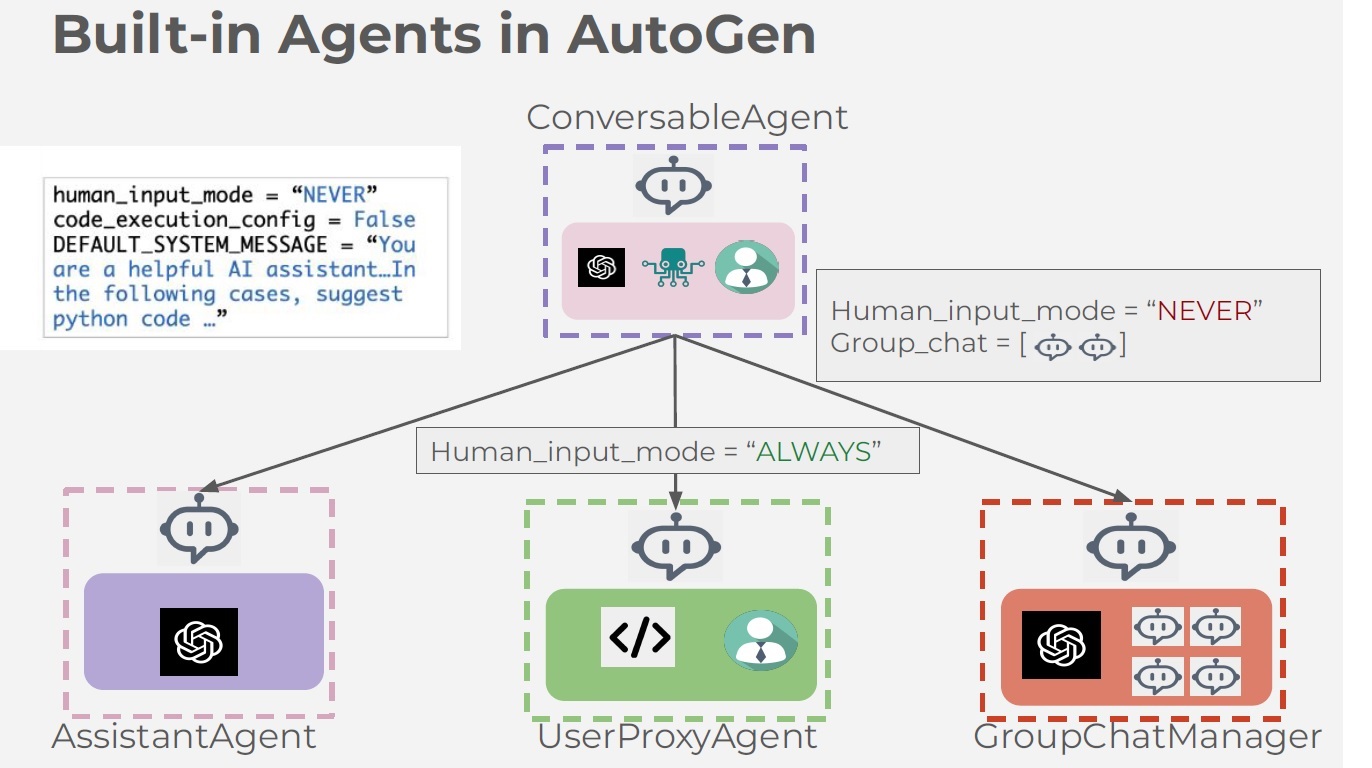 Built-in Agents in AutoGen
ConversableAgent
human_input_mode = “NEVER”
code_execution_config = False
DEFAULT_SYSTEM_MESSAGE = “You
are a helpful AI assistant…In
the following cases, suggest
python code …”
Human_input_mode = “NEVER”
Group_chat = [ ]
Human_input_mode = “ALWAYS”
</>
AssistantAgent
UserProxyAgent
GroupChatManager